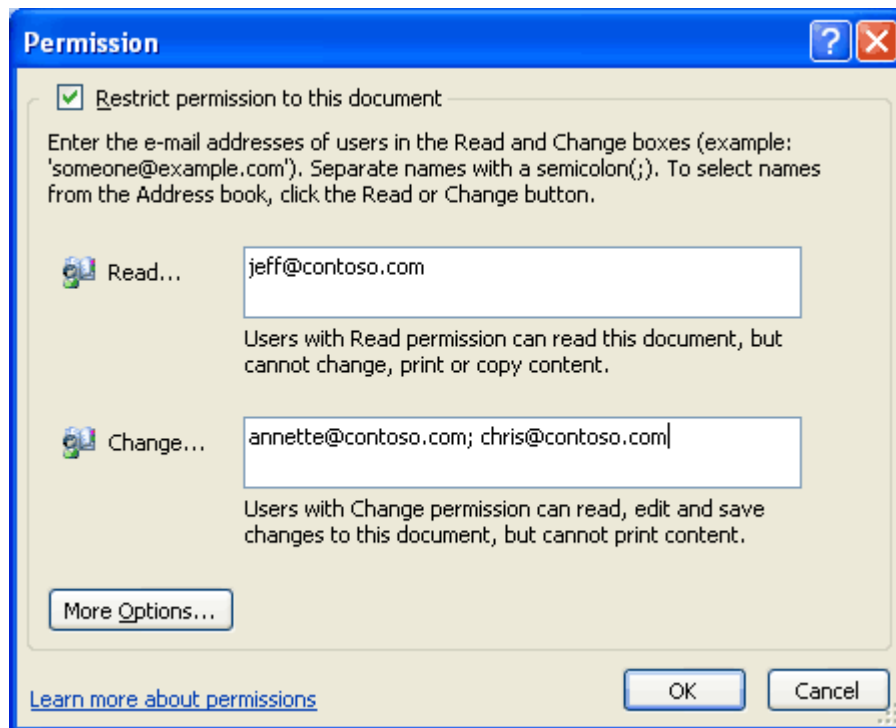 Permission
Restrict permission to this document
Enter the e-mail addresses of users in the Read and Change boxes (example:
'someone@example.com'). Separate names with a semicolon(;). To select names
from the Address book, click the Read or Change button.
Read...
jeff@contoso.com
Users with Read permission can read this document, but
cannot change, print or copy content.
Change...
annette@contoso.com; chris@contoso.com
Users with Change permission can read, edit and save
changes to this document, but cannot print content.
More Options...
Learn more about permissions
OK
Cancel